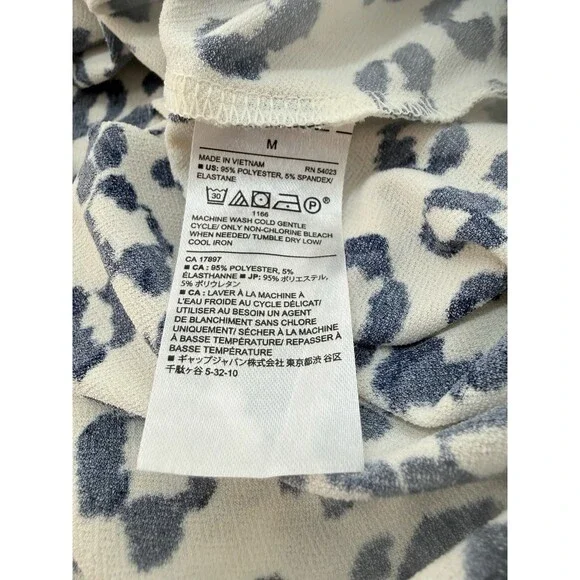 M
MADE IN VIETNAM RN 54023
■ US: 95% POLYESTER, 5% SPANDEX/
ELASTANE
30 P ®
1166
MACHINE WASH COLD GENTLE
CYCLE/ ONLY NON-CHLORINE BLEACH
WHEN NEEDED/ TUMBLE DRY LOW/
COOL IRON
CA 17897
■ CA : 95% POLYESTER, 5%
ÉLASTHANNE ■ JP: 95% ポリエステル,
5% ポリウレタン
■ CA : LAVER À LA MACHINE À
L'EAU FROIDE AU CYCLE DÉLICAT/
UTILISER AU BESOIN UN AGENT
DE BLANCHIMENT SANS CHLORE
UNIQUEMENT/ SÉCHER À LA MACHINE
À BASSE TEMPÉRATURE/ REPASSER À
BASSE TEMPÉRATURE
■ ギャップジャパン株式会社 東京都渋 谷区
千駄ヶ谷 5-32-10